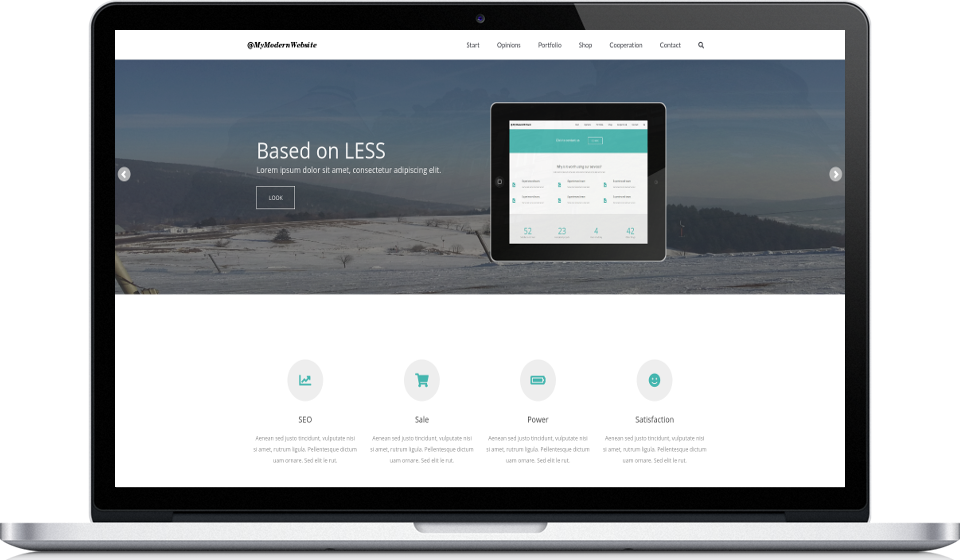 @MyModernWebsite
Start Opinions Portfolio Shop Cooperation Contact
Based on LESS
Lorem ipsum dolor sit amet, consectetur adipiscing elit.
LOOK
52 23 4 42
SEO Sale Power Satisfaction
Aenean sed justo tincidunt, vulputate nisi Aenean sed justo tincidunt, vulputate nisi Aenean sed justo tincidunt, vulputate nisi Aenean sed justo tincidunt, vulputate nisi
si amet, rutrum ligula. Pellentesque dictum si amet, rutrum ligula. Pellentesque dictum si amet, rutrum ligula. Pellentesque dictum si amet, rutrum ligula. Pellentesque dictum
uam ornare. Sed elit le rut. uam ornare. Sed elit le rut. uam ornare. Sed elit le rut. uam ornare. Sed elit le rut.